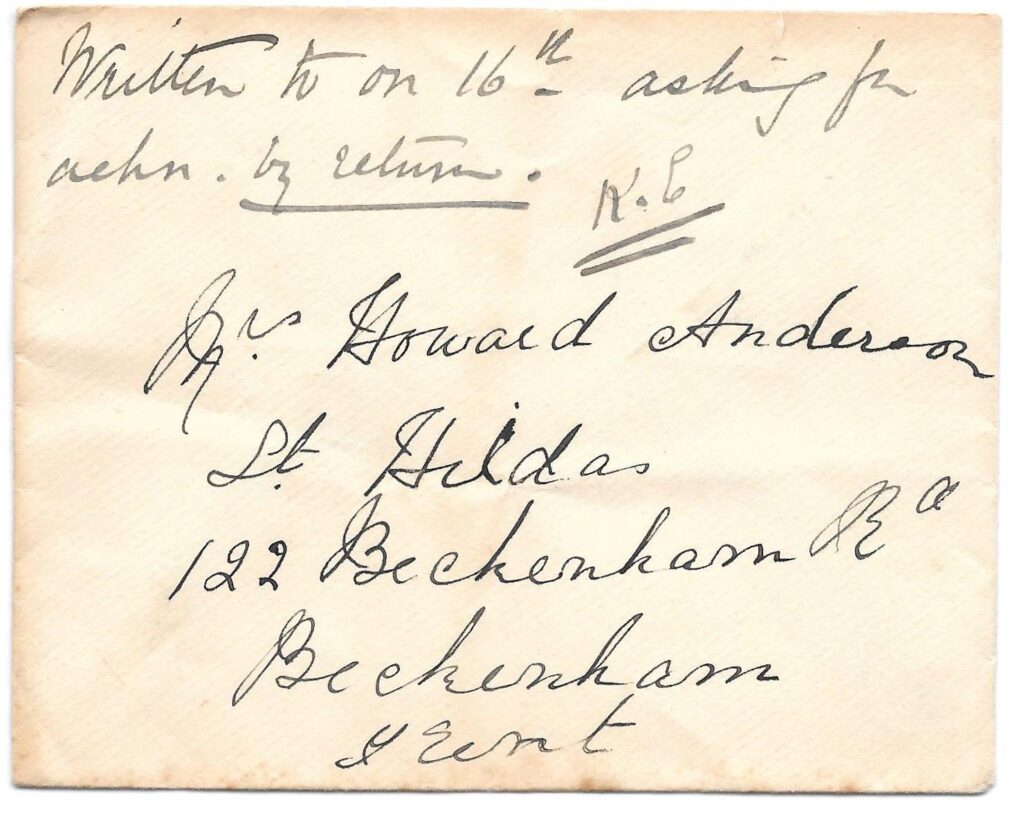 Written to on 16th asking for
ackn. by return.
K.E
Mrs. Howard Anderson
St. Hildas
122 Beckenham Rd
Beckenham
Kent